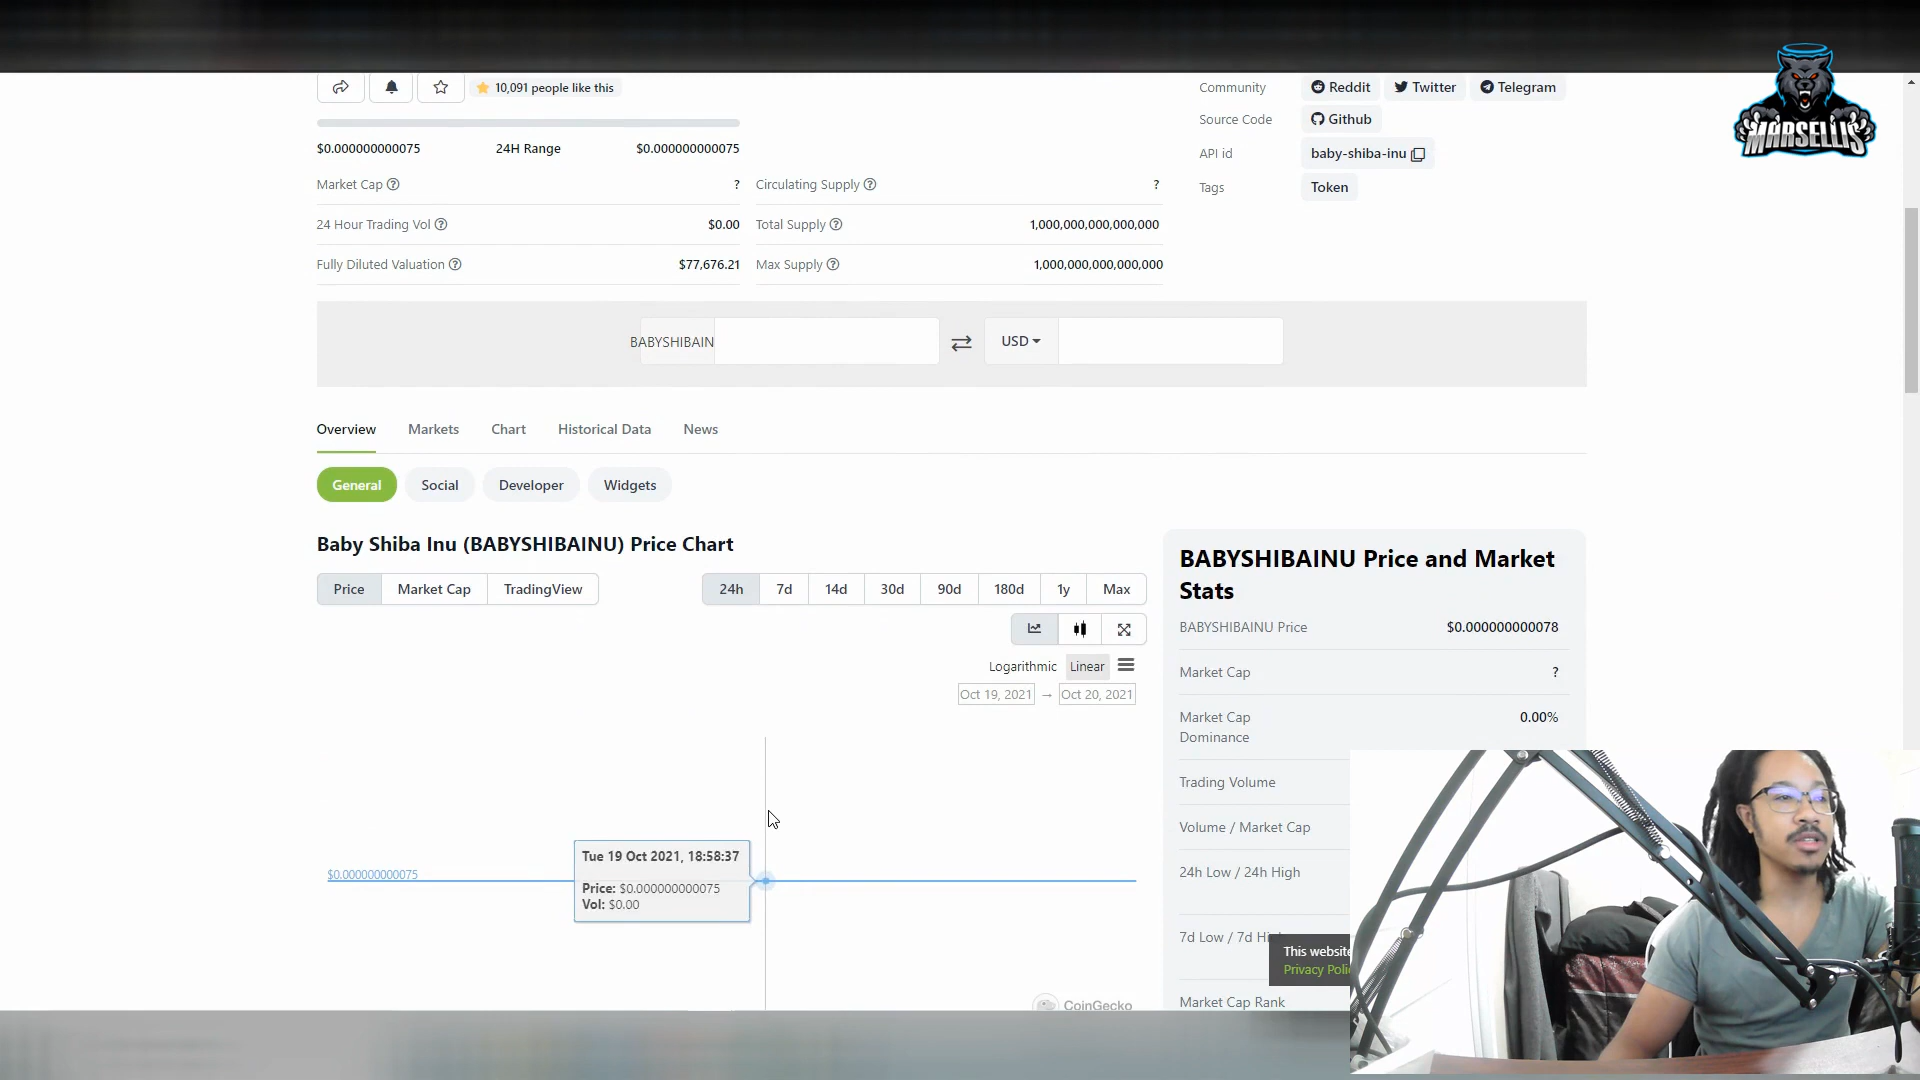 10,091 people like this
Community
Reddit
Twitter
Telegram
Source Code
Github
$0.000000000075
24H Range
$0.000000000075
API id
baby-shiba-inu
Market Cap
?
Circulating Supply
?
Tags
Token
24 Hour Trading Vol
$0.00
Total Supply
1,000,000,000,000,000
Fully Diluted Valuation
$77,676.21
Max Supply
1,000,000,000,000,000
MARSELLIS
BABYSHIBAIN
USD
Overview
Markets
Chart
Historical Data
News
General
Social
Developer
Widgets
Baby Shiba Inu (BABYSHIBAINU) Price Chart
Price
Market Cap
TradingView
24h
7d
14d
30d
90d
180d
1y
Max
Logarithmic
Linear
Oct 19, 2021 → Oct 20, 2021
$0.000000000075
Tue 19 Oct 2021, 18:58:37
Price: $0.000000000075
Vol: $0.00
CoinGecko
BABYSHIBAINU Price and Market
Stats
BABYSHIBAINU Price
$0.000000000078
Market Cap
?
Market Cap
Dominance
0.00%
Trading Volume
Volume / Market Cap
24h Low / 24h High
7d Low / 7d Hi
This website
Privacy Poli
Market Cap Rank